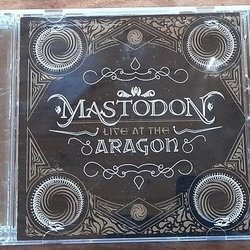 MASTODON
LIVE AT THE
ARAGON